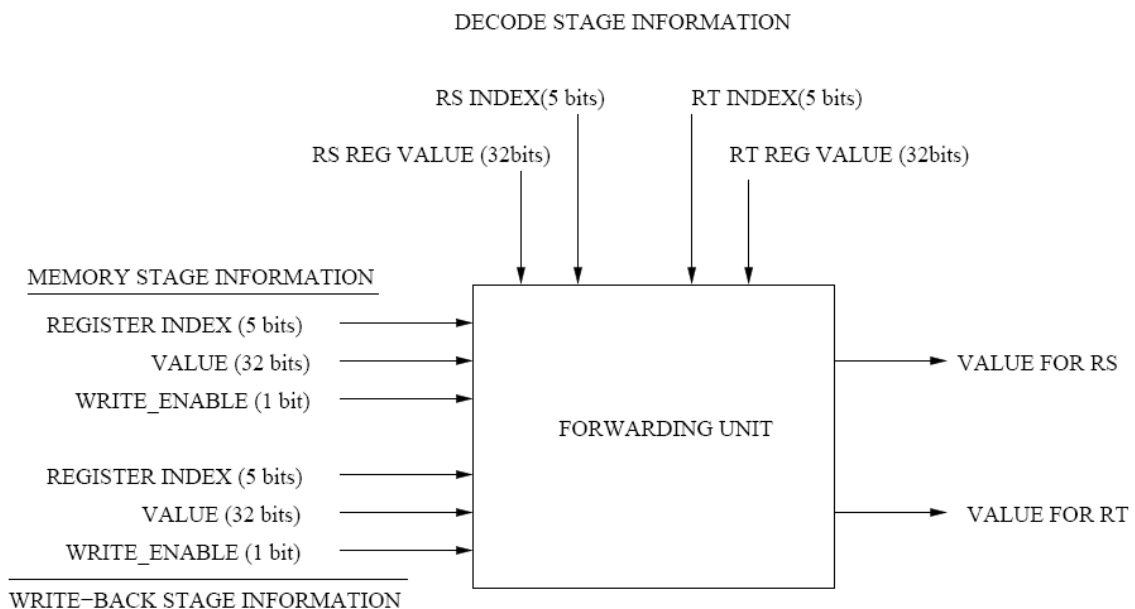 DECODE STAGE INFORMATION
RS INDEX(5 bits)
RT INDEX(5 bits)
RS REG VALUE (32bits)
RT REG VALUE (32bits)
MEMORY STAGE INFORMATION
REGISTER INDEX (5 bits)
VALUE (32 bits)
WRITE_ENABLE (1 bit)
VALUE FOR RS
FORWARDING UNIT
REGISTER INDEX (5 bits)
VALUE (32 bits)
WRITE_ENABLE (1 bit)
VALUE FOR RT
WRITE−BACK STAGE INFORMATION